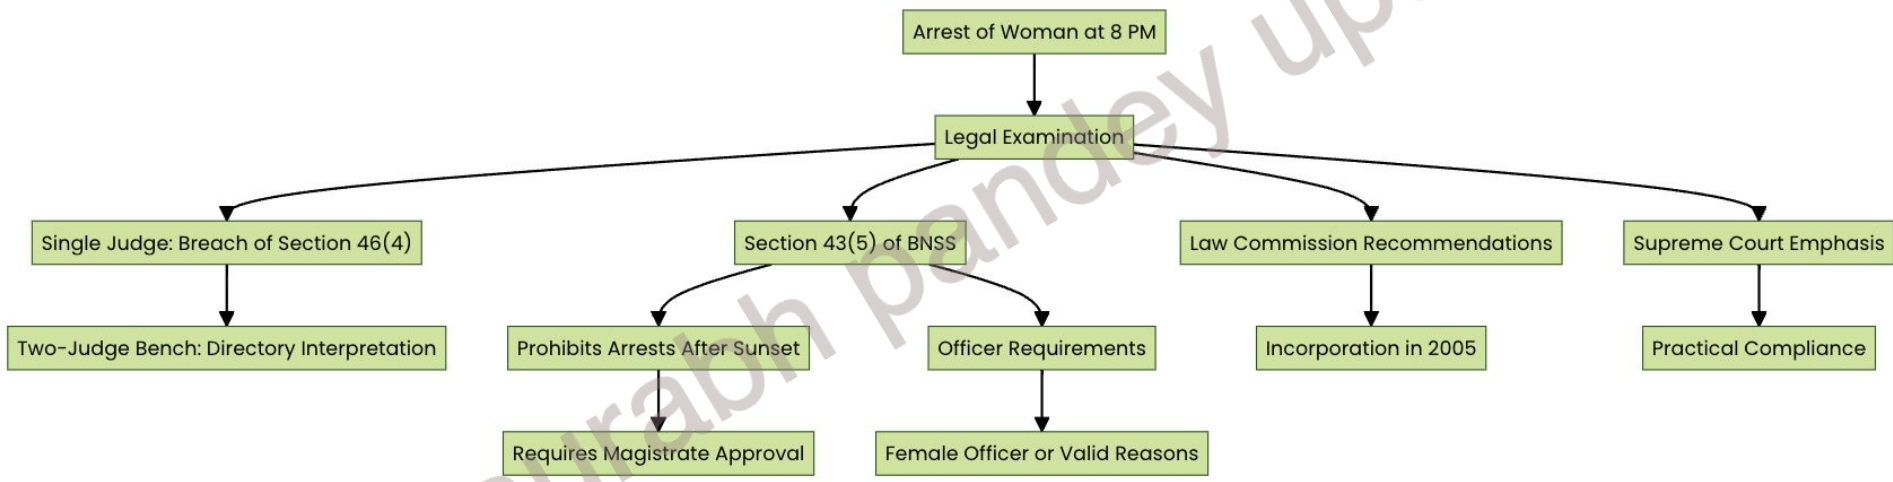 Arrest of Woman at 8 PM
Legal Examination
Single Judge: Breach of Section 46(4)
Section 43(5) of BNSS
Law Commission Recommendations
Supreme Court Emphasis
Two-Judge Bench: Directory Interpretation
Prohibits Arrests After Sunset
Officer Requirements
Incorporation in 2005
Practical Compliance
Requires Magistrate Approval
Female Officer or Valid Reasons
pandey